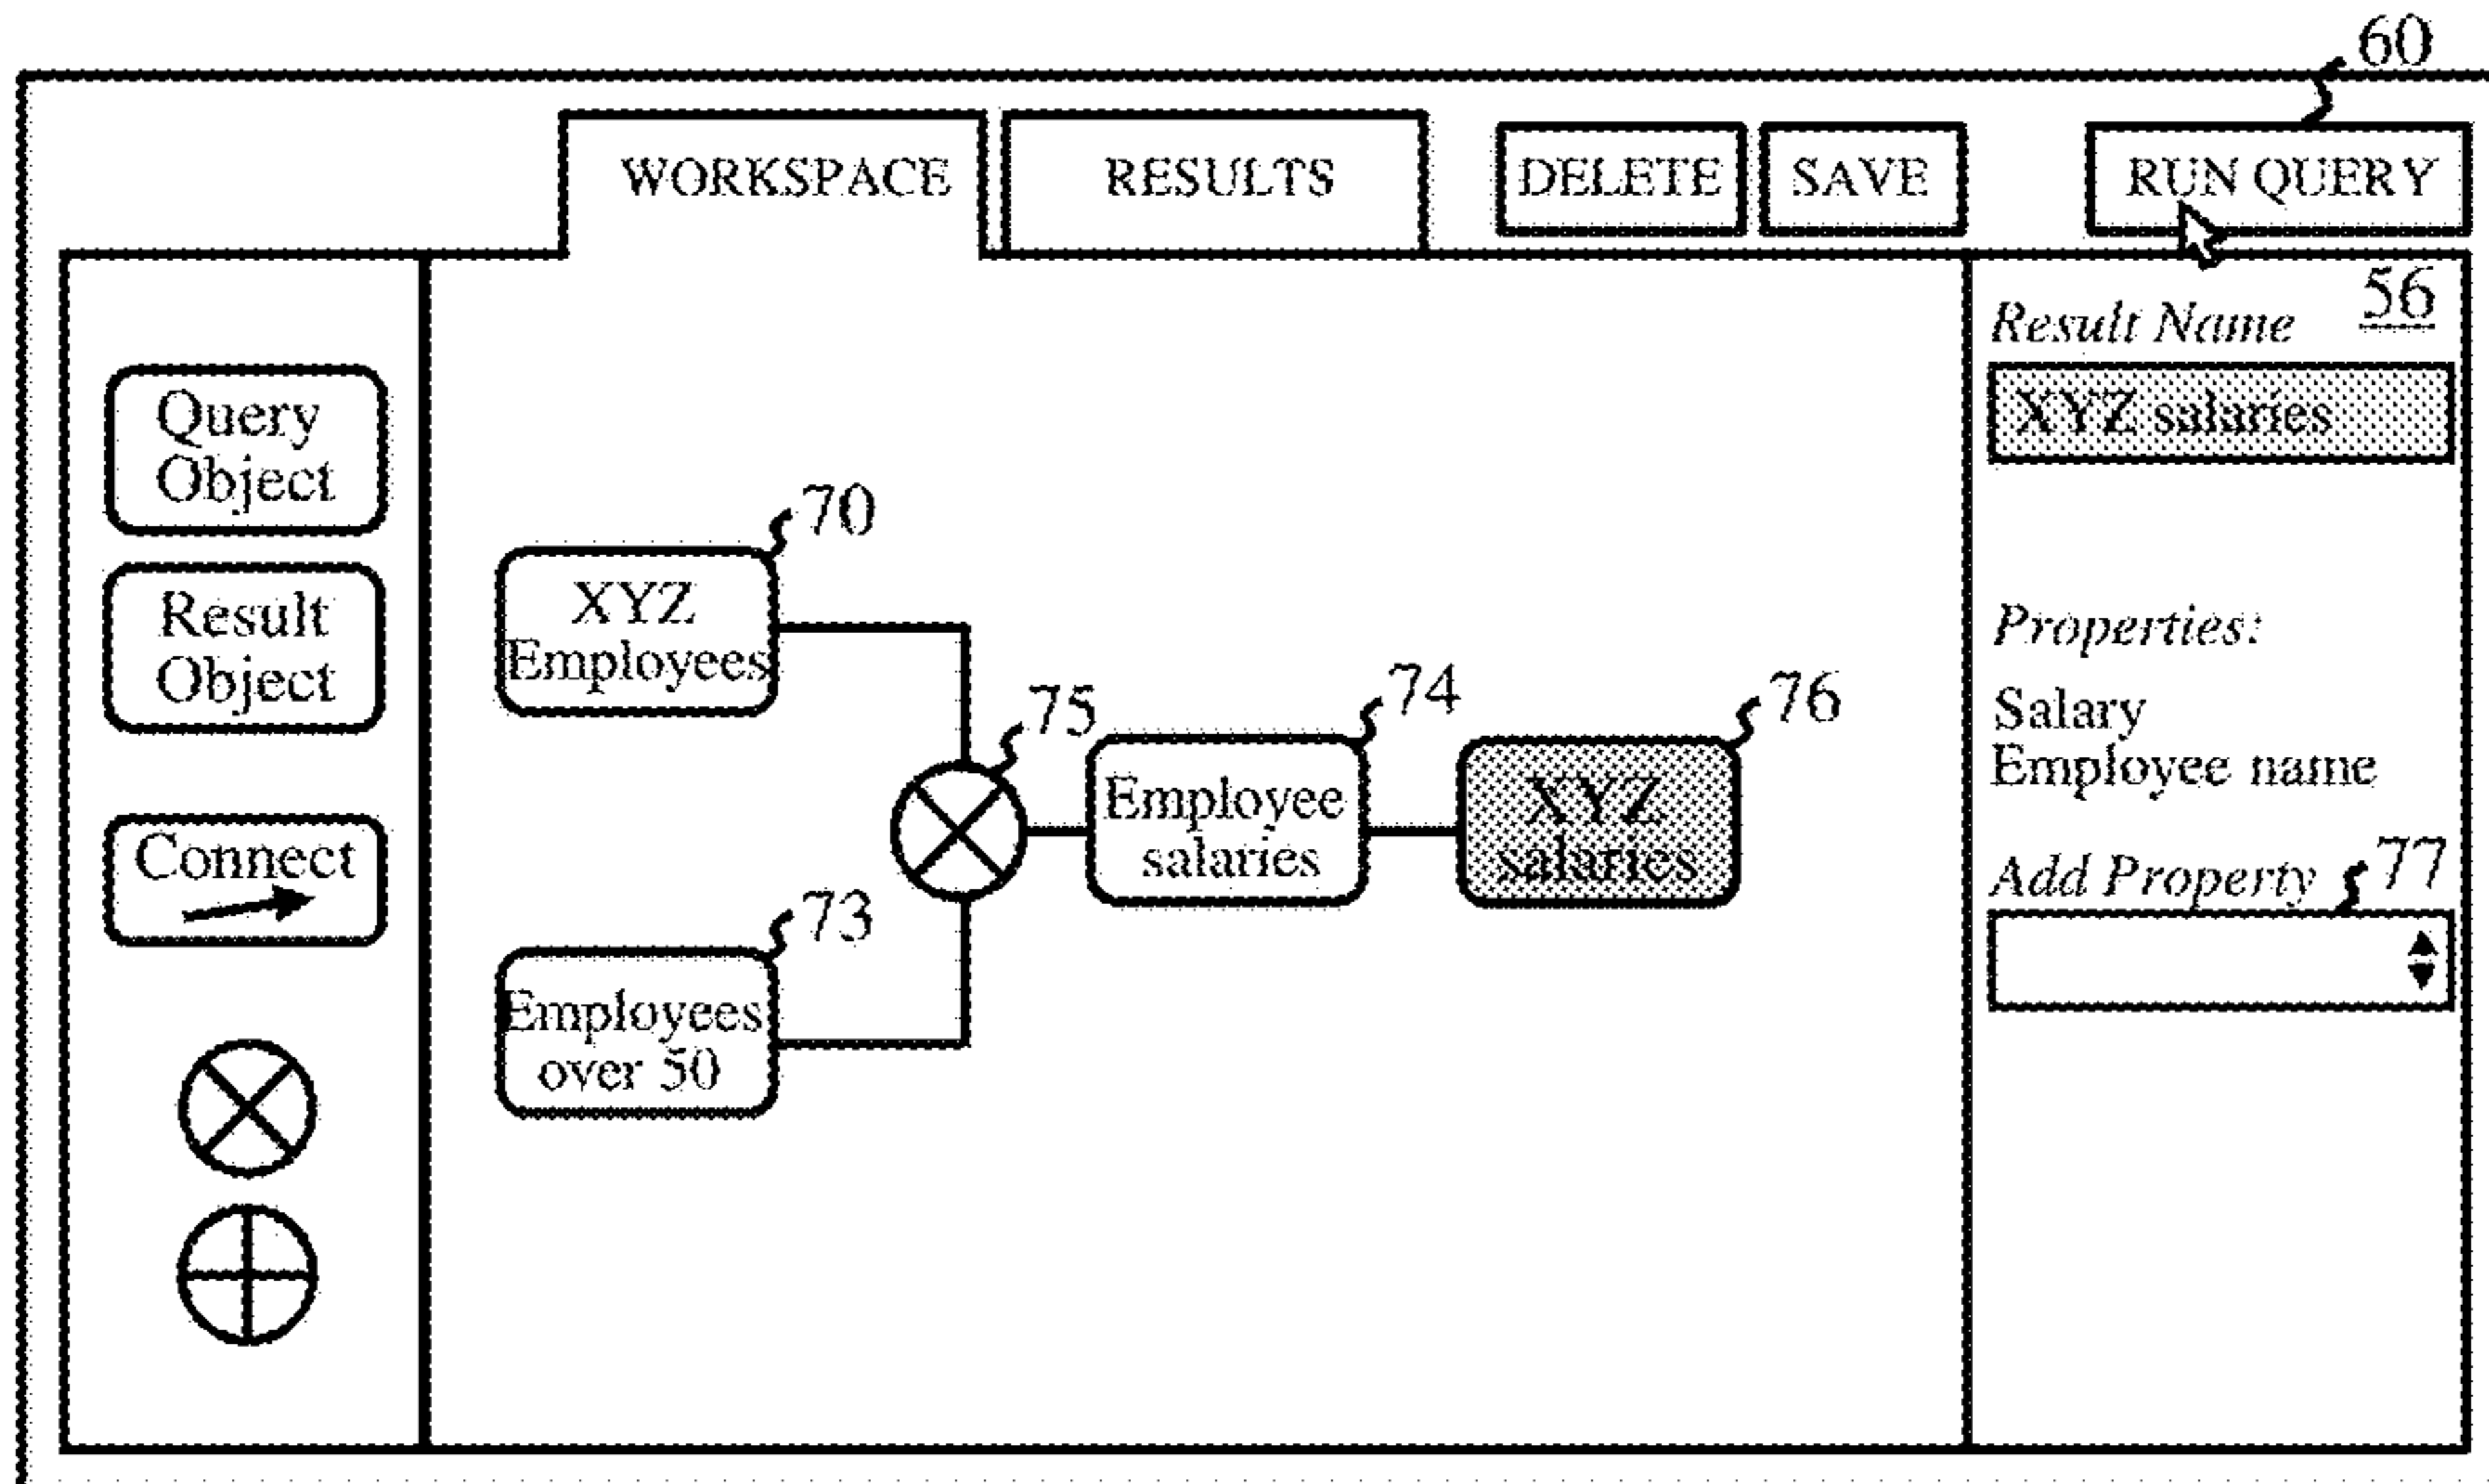 60
WORKSPACE
RESULTS
DELETE
SAVE
RUN QUERY
Query
Object
Result
Object
Connect
70
XYZ
Employees
73
Employees
over 50
75
74
Employee
salaries
76
XYZ
salaries
56
Result Name
XYZ salaries
Properties:
Salary
Employee name
Add Property
77